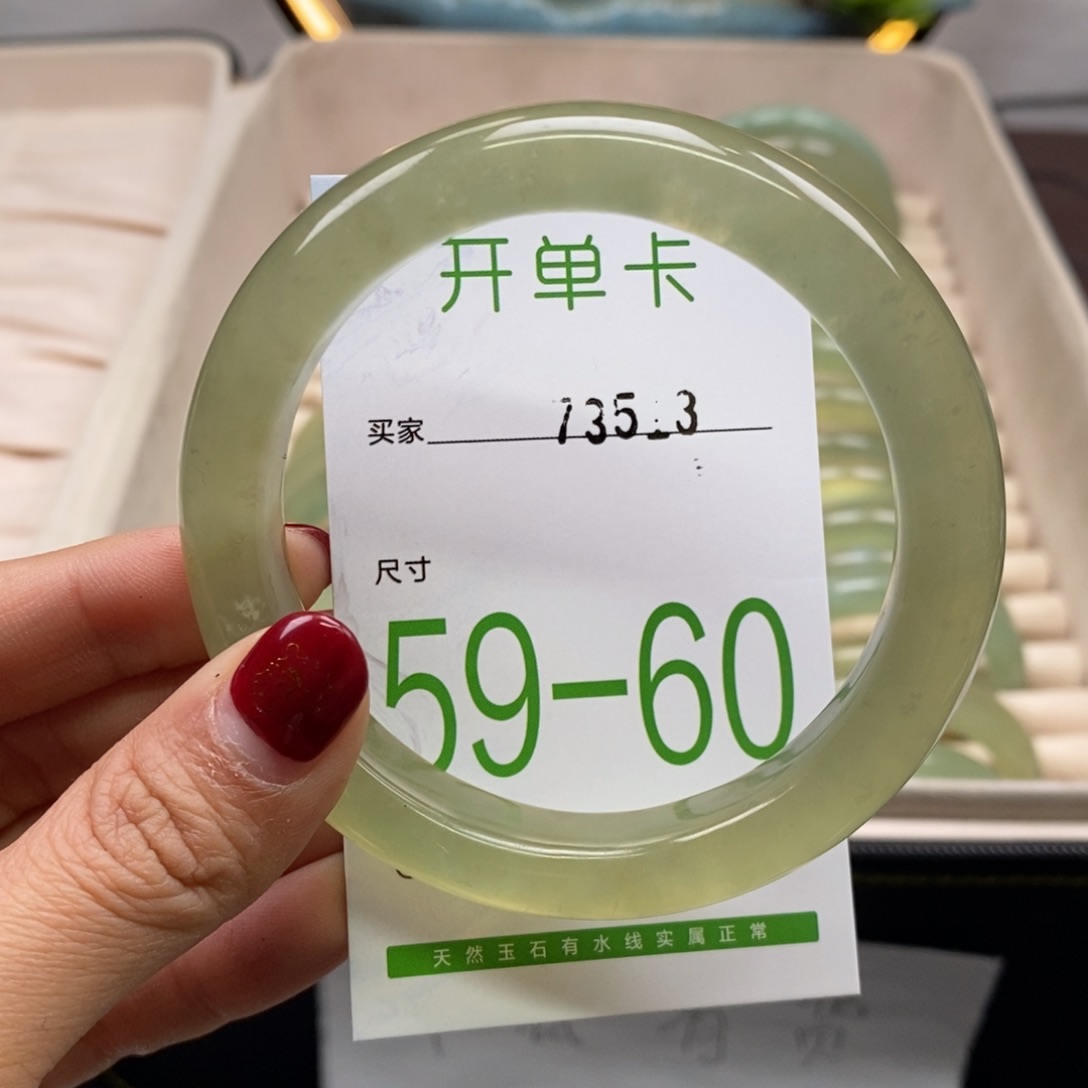 开单卡
买家 735.3
尺寸
59-60
天然玉石有水线实属正常